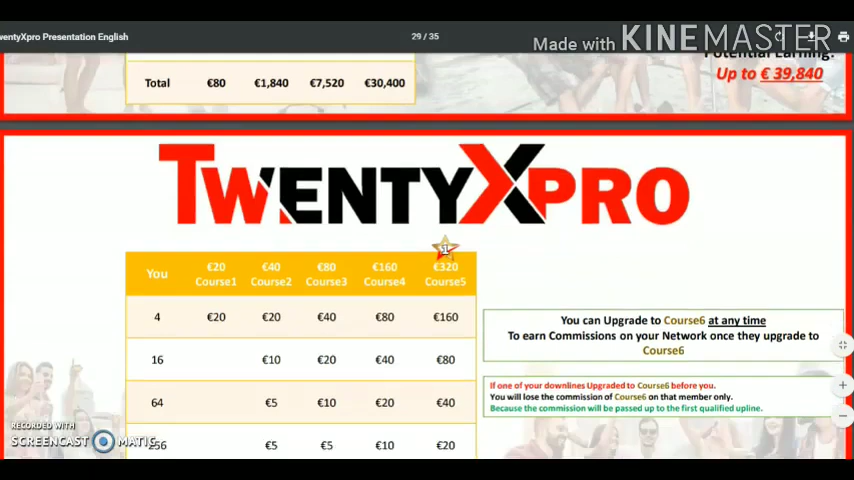 wentyXpro Presentation English
29 / 35
Made with KINEMASTER
Potential Earning:
Up to € 39,840
Total €80 €1,840 €7,520 €30,400
TWENTYXPRO
1
You €20 €40 €80 €160 €320
Course1 Course2 Course3 Course4 Course5
4 €20 €20 €40 €80 €160
16 €10 €20 €40 €80
64 €5 €10 €20 €40
256 €5 €5 €10 €20
You can Upgrade to Course6 at any time
To earn Commissions on your Network once they upgrade to
Course6
If one of your downlines Upgraded to Course6 before you.
You will lose the commission of Course6 on that member only.
Because the commission will be passed up to the first qualified upline.
RECORDED WITH
SCREENCAST MATIC